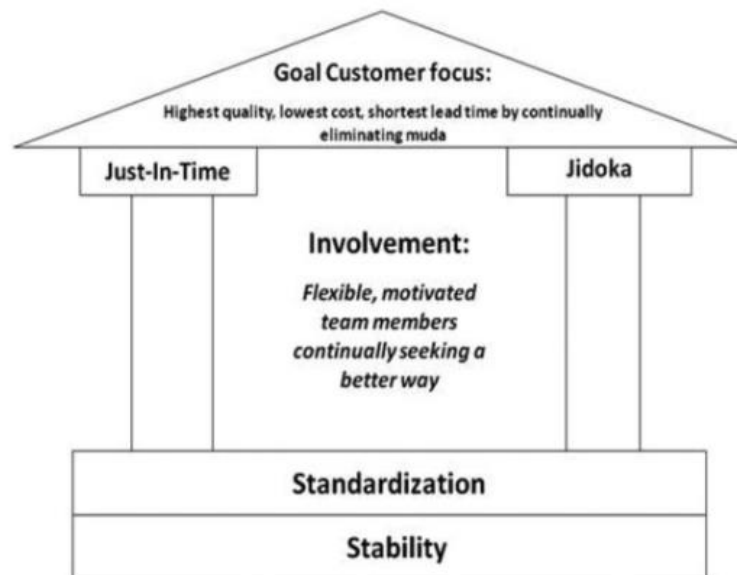 Goal Customer focus:
Highest quality, lowest cost, shortest lead time by continually
eliminating muda
Just-In-Time
Jidoka
Involvement:
Flexible, motivated
team members
continually seeking a
better way
Standardization
Stability